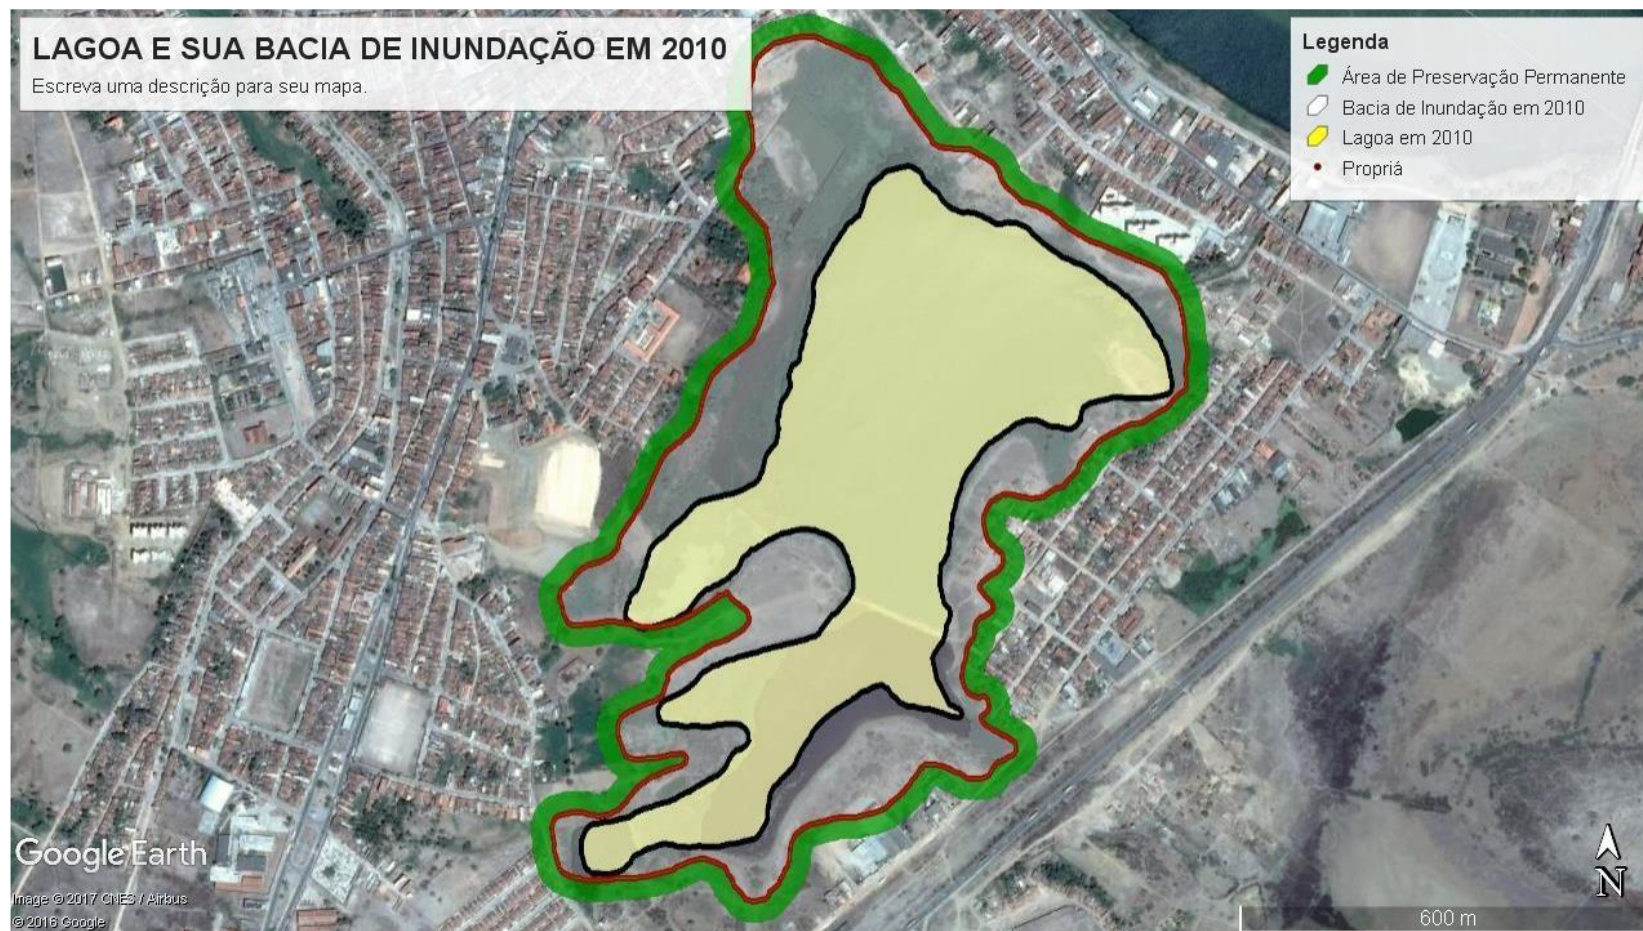 LAGOA E SUA BACIA DE INUNDAÇÃO EM 2010
Escreva uma descrição para seu mapa.
Legenda
Área de Preservação Permanente
Bacia de Inundação em 2010
Lagoa em 2010
Propriá
Google Earth
Image © 2017 CNES / Airbus
© 2016 Google
N
600 m